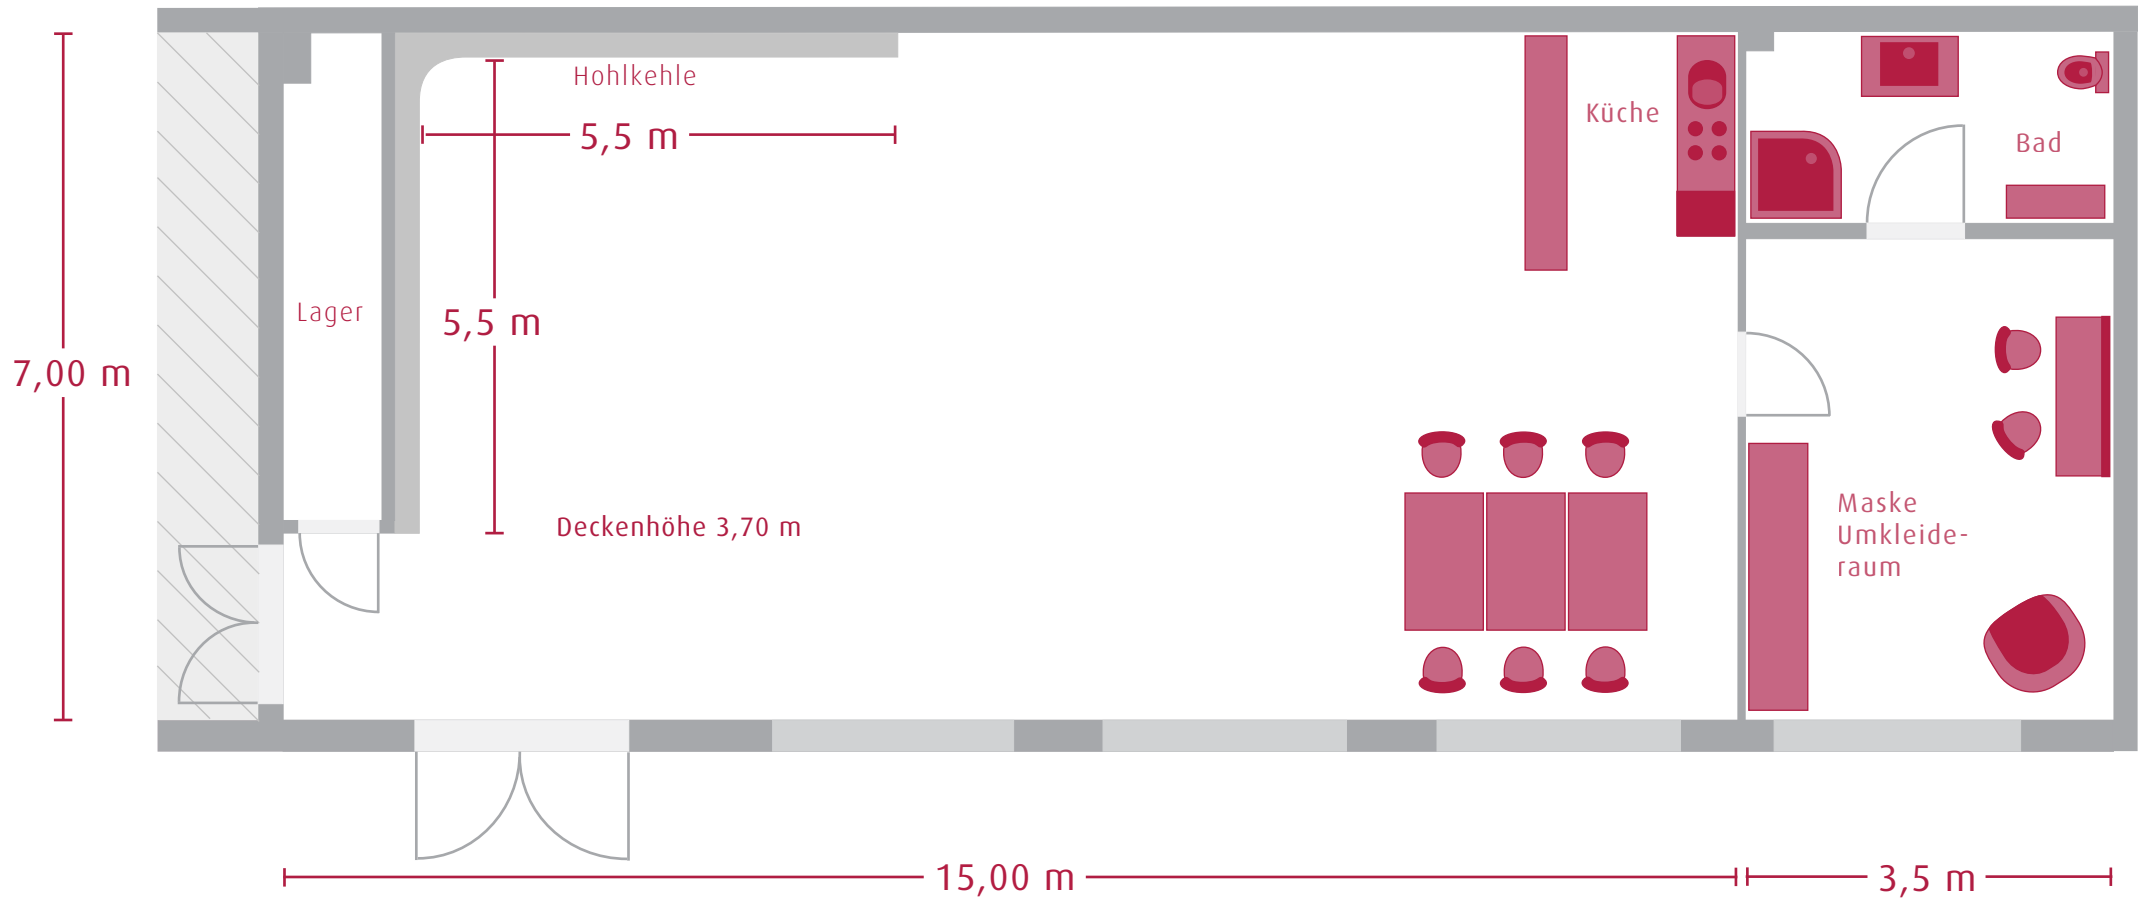 Hohlkehle
5,5 m
Küche
Bad
Lager
5,5 m
7,00 m
Deckenhöhe 3,70 m
Maske
Umkleide-
raum
15,00 m
3,5 m